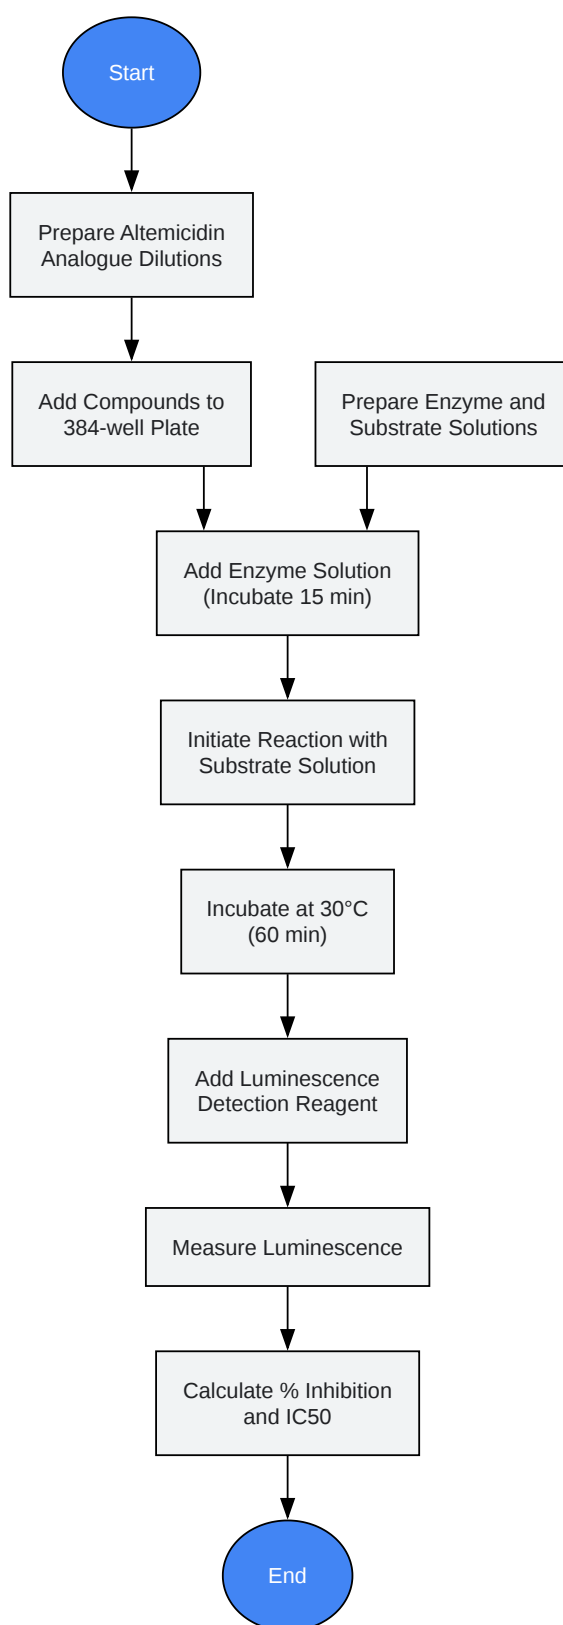 Start
Prepare Altemicidin
Analogue Dilutions
Add Compounds to
384-well Plate
Prepare Enzyme and
Substrate Solutions
Add Enzyme Solution
(Incubate 15 min)
Initiate Reaction with
Substrate Solution
Incubate at 30°C
(60 min)
Add Luminescence
Detection Reagent
Measure Luminescence
Calculate % Inhibition
and IC50
End